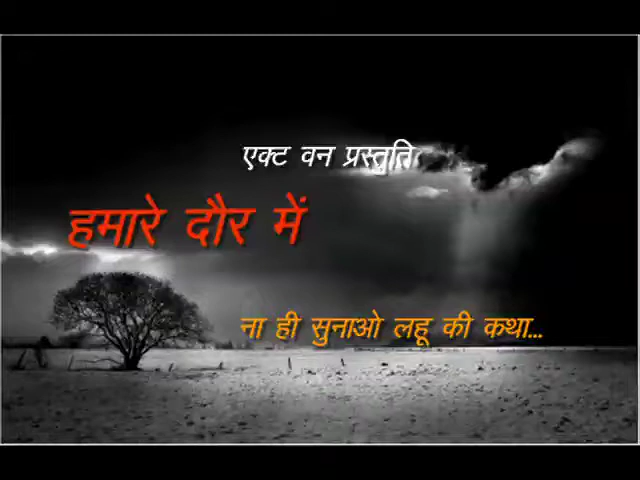 एक्ट वन प्रस्तुति
हमारे दौर में
ना ही सुनाओ लहू की कथा...